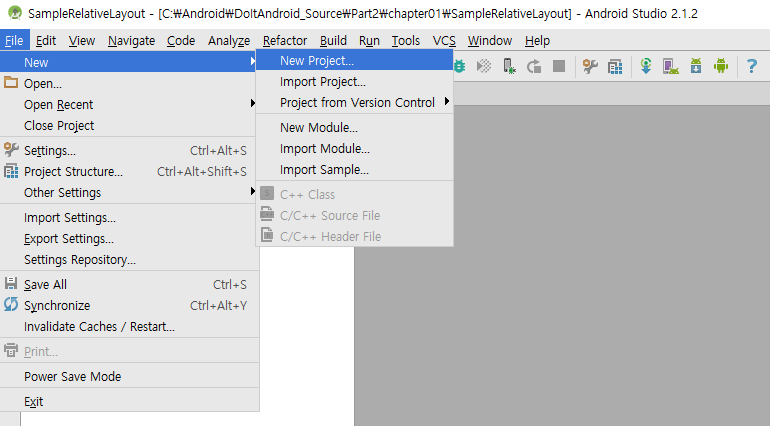 SampleRelativeLayout - [C:₩Android₩DoItAndroid_Source₩Part2₩chapter01₩SampleRelativeLayout] - Android Studio 2.1.2
File Edit View Navigate Code Analyze Refactor Build Run Tools VCS Window Help
New
Open...
Open Recent
Close Project
Settings... Ctrl+Alt+S
Project Structure... Ctrl+Alt+Shift+S
Other Settings
Import Settings...
Export Settings...
Settings Repository...
Save All Ctrl+S
Synchronize Ctrl+Alt+Y
Invalidate Caches / Restart...
Print...
Power Save Mode
Exit
New Project...
Import Project...
Project from Version Control
New Module...
Import Module...
Import Sample...
C++ Class
C/C++ Source File
C/C++ Header File